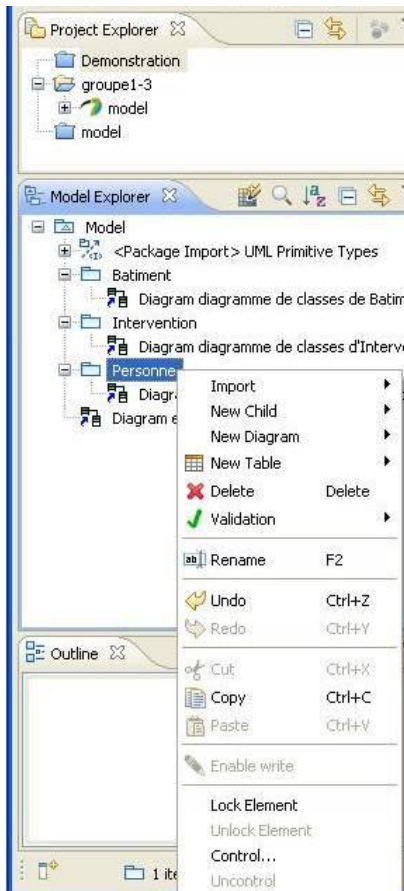 Project Explorer
Demonstration
groupe1-3
model
model
Model Explorer
Model
<Package Import> UML Primitive Types
Batiment
Diagram diagramme de classes de Batim
Intervention
Diagram diagramme de classes d'Interv
Personne
Diagr
Diagram e
Import
New Child
New Diagram
New Table
Delete Delete
Validation
Rename F2
Undo Ctrl+Z
Redo Ctrl+Y
Outline
Cut Ctrl+X
Copy Ctrl+C
Paste Ctrl+V
Enable write
Lock Element
Unlock Element
Control...
1 ite
Uncontrol